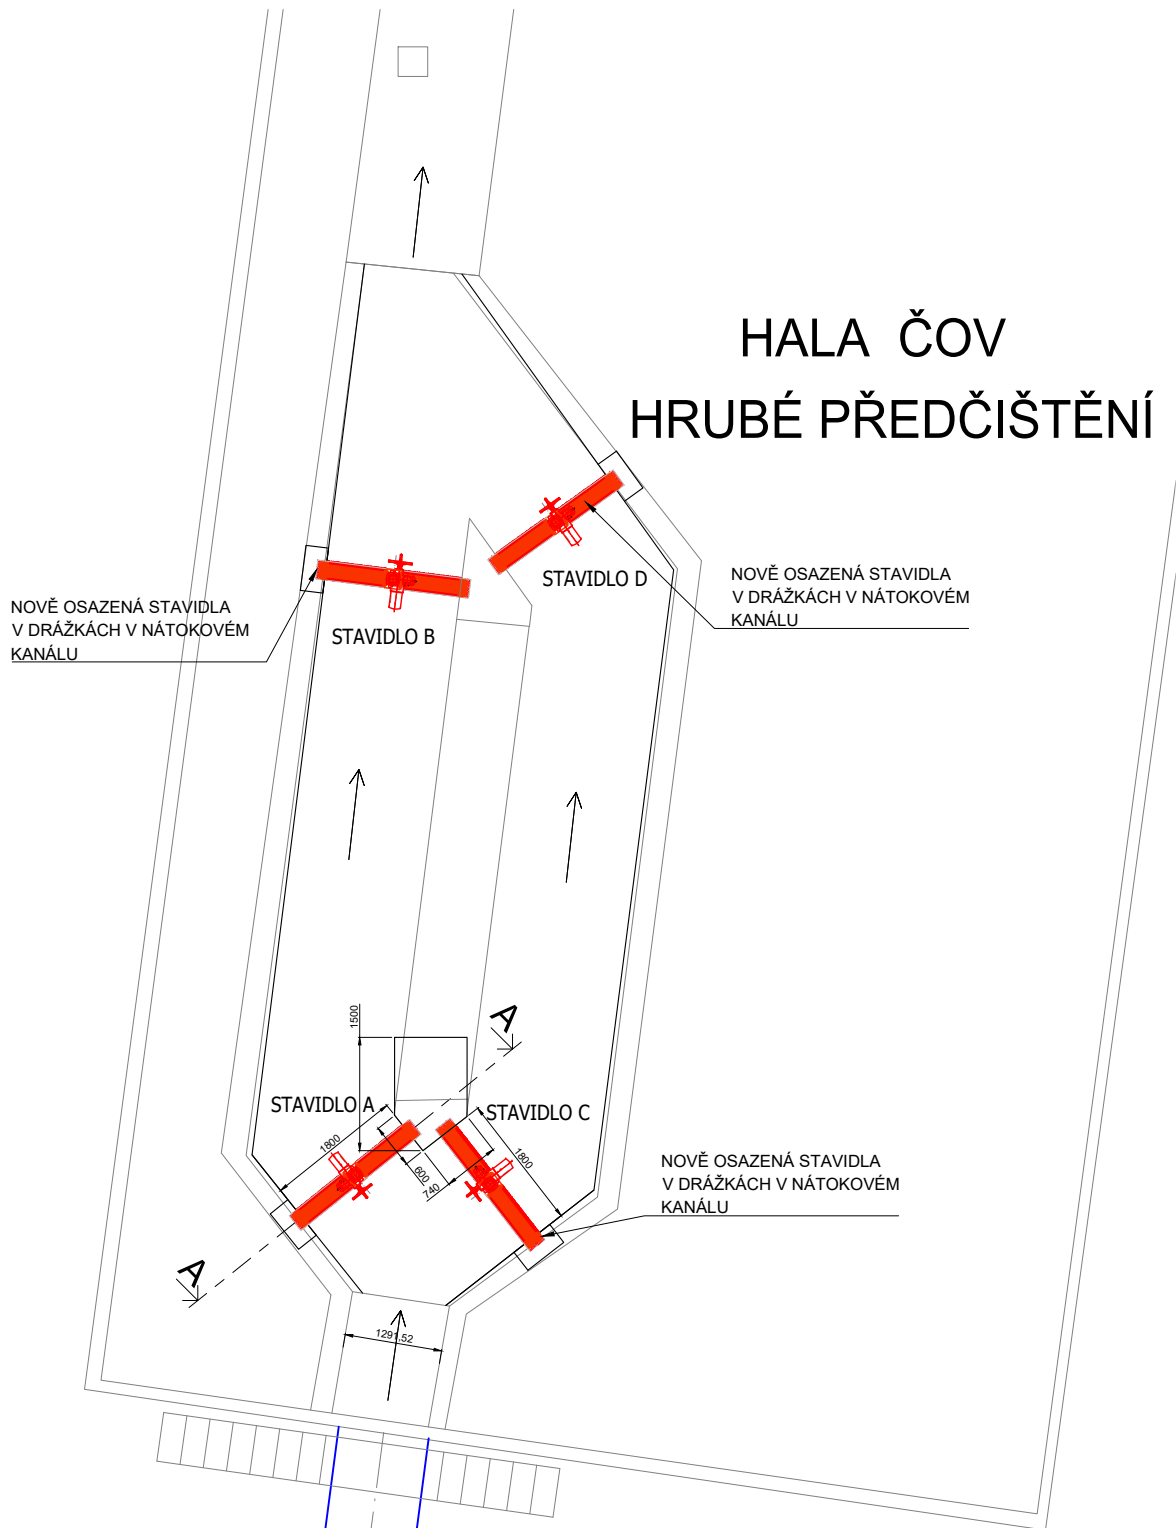 HALA ČOV
HRUBÉ PŘEDČIŠTĚNÍ
STAVIDLO D
NOVĚ OSAZENÁ STAVIDLA
V DRÁŽKÁCH V NÁTOKOVÉM
KANÁLU
NOVĚ OSAZENÁ STAVIDLA
V DRÁŽKÁCH V NÁTOKOVÉM
KANÁLU
STAVIDLO B
1500
A
STAVIDLO A
STAVIDLO C
1800
600
740
1800
NOVĚ OSAZENÁ STAVIDLA
V DRÁŽKÁCH V NÁTOKOVÉM
KANÁLU
A
1291,52